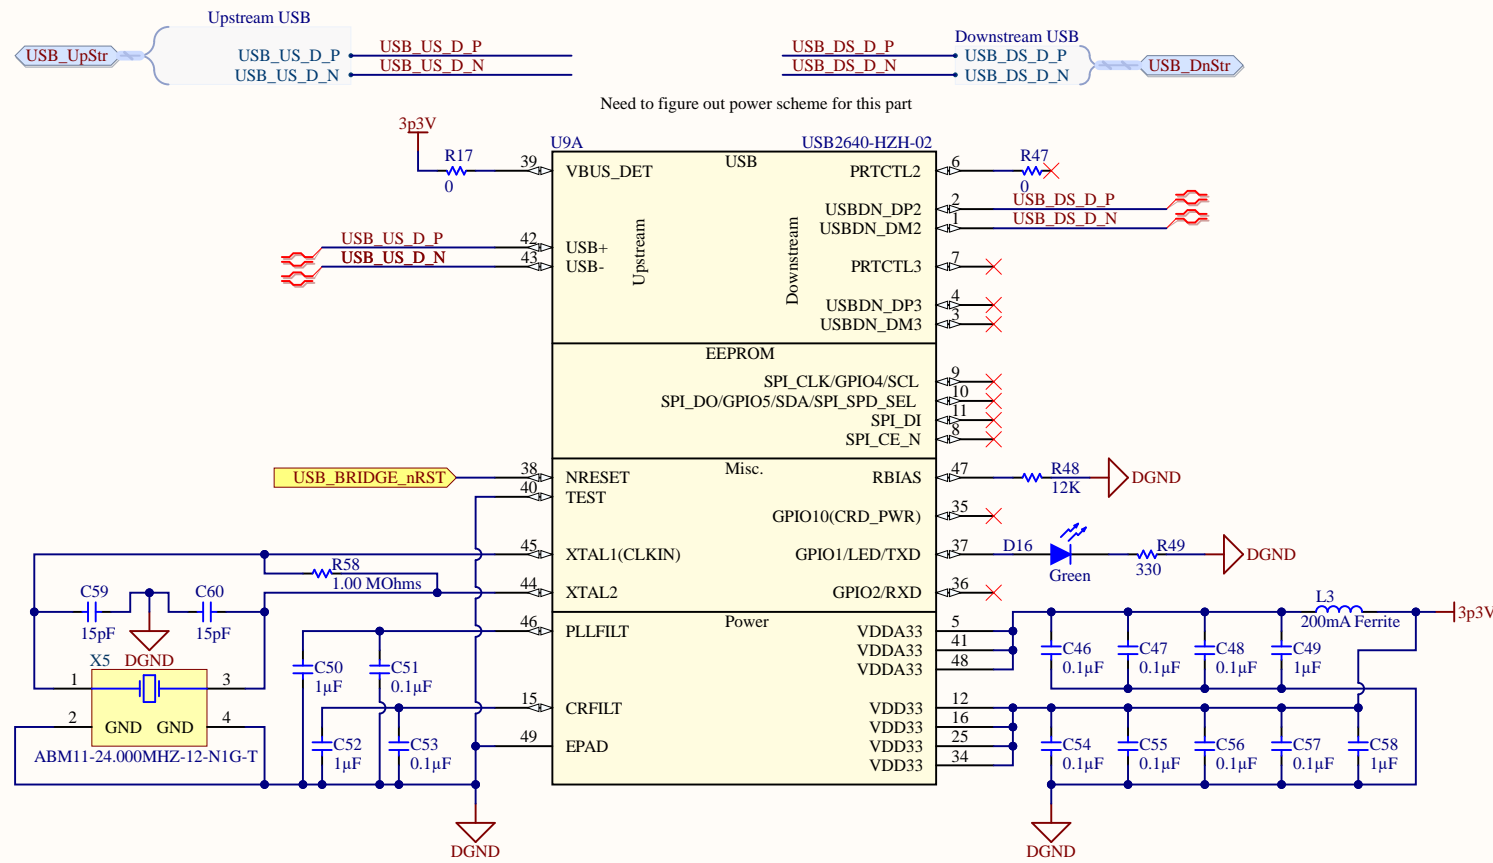 Upstream USB
USB_UpStr
USB_US_D_P
USB_US_D_N
USB_US_D_P
USB_US_D_N
USB_DS_D_P
USB_DS_D_N
Downstream USB
USB_DS_D_P
USB_DS_D_N
USB_DnStr
Need to figure out power scheme for this part
3p3V
R17
0
U9A
USB2640-HZH-02
USB
39
VBUS_DET
PRTCTL2
6
R47
0
USBDN_DP2
2
USB_DS_D_P
USBDN_DM2
1
USB_DS_D_N
USB_US_D_P
42
USB+
USB_US_D_N
43
USB-
Upstream
Downstream
PRTCTL3
7
USBDN_DP3
4
USBDN_DM3
3
EEPROM
SPI_CLK/GPIO4/SCL
9
SPI_DO/GPIO5/SDA/SPI_SPD_SEL
10
SPI_DI
11
SPI_CE_N
8
Misc.
USB_BRIDGE_nRST
38
NRESET
40
TEST
RBIAS
47
R48
12K
DGND
GPIO10(CRD_PWR)
35
45
XTAL1(CLKIN)
GPIO1/LED/TXD
37
D16
Green
R49
330
DGND
R58
1.00 MOhms
44
XTAL2
GPIO2/RXD
36
C59
15pF
C60
15pF
DGND
X5
1
3
2
GND
GND
4
ABM11-24.000MHZ-12-N1G-T
Power
46
PLLFILT
C50
1µF
C51
0.1µF
15
CRFILT
C52
1µF
C53
0.1µF
49
EPAD
DGND
VDDA33
5
VDDA33
41
VDDA33
48
L3
200mA Ferrite
3p3V
C46
0.1µF
C47
0.1µF
C48
0.1µF
C49
1µF
VDD33
12
VDD33
16
VDD33
25
VDD33
34
C54
0.1µF
C55
0.1µF
C56
0.1µF
C57
0.1µF
C58
1µF
DGND